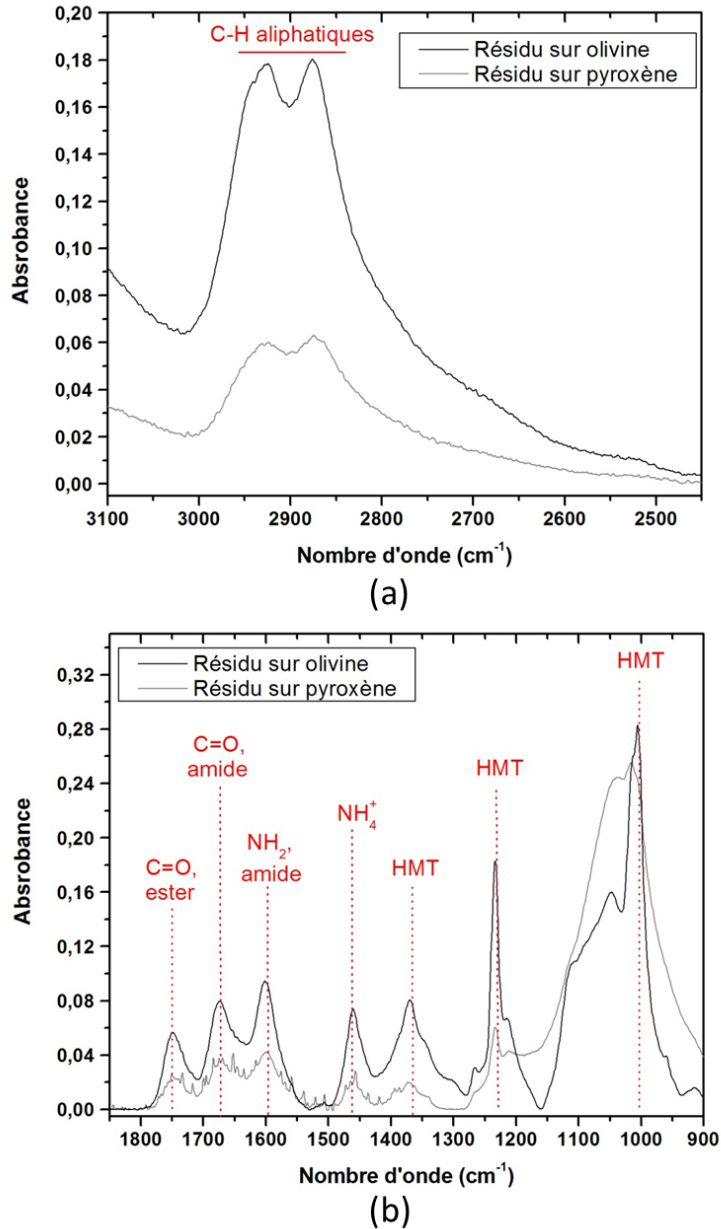 0,20
0,18
0,16
0,14
0,12
0,10
0,08
0,06
0,04
0,02
0,00
Absrobance
C-H aliphatiques
Résidu sur olivine
Résidu sur pyroxène
3100 3000 2900 2800 2700 2600 2500
Nombre d'onde (cm⁻¹)
(a)
0,32
0,28
0,24
0,20
0,16
0,12
0,08
0,04
0,00
Absrobance
Résidu sur olivine
Résidu sur pyroxène
HMT
C=O,
amide
HMT
NH₂,
amide
NH₄⁺
C=O,
ester
HMT
1800 1700 1600 1500 1400 1300 1200 1100 1000 900
Nombre d'onde (cm⁻¹)
(b)